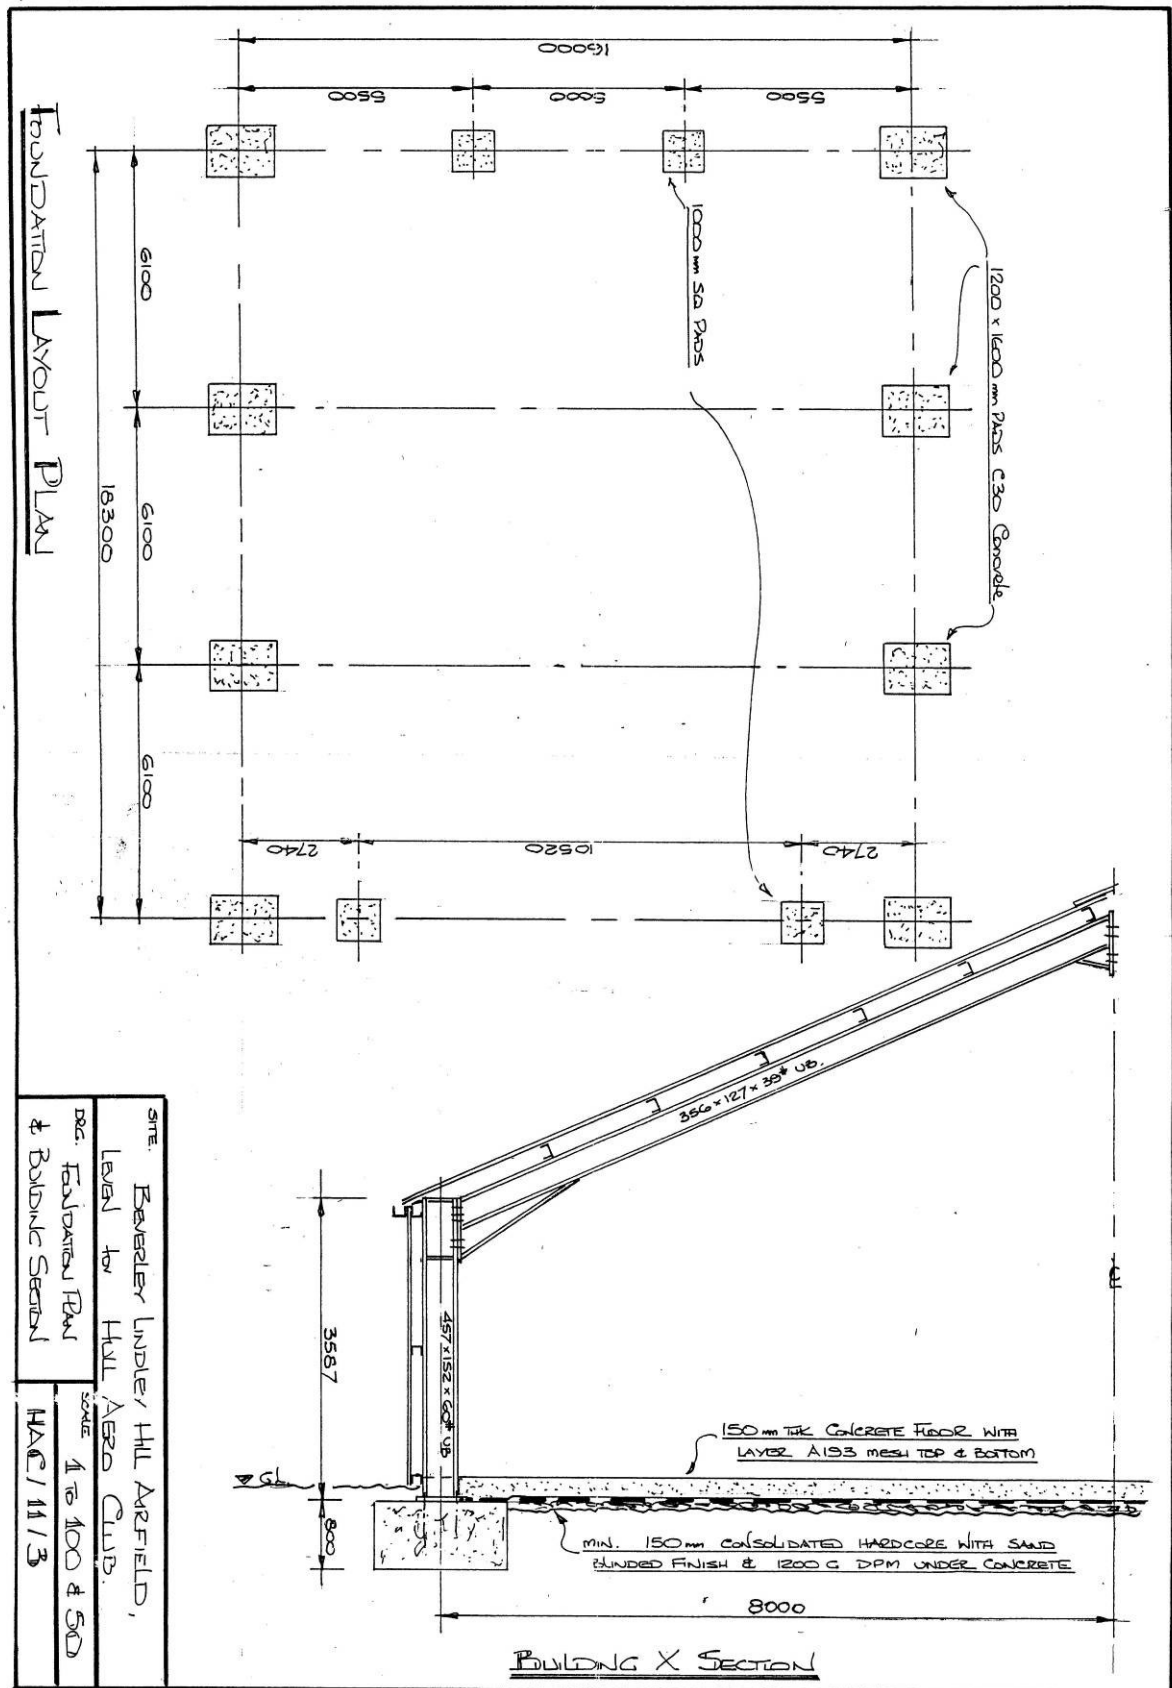 16000
5500
5000
5500
1200 x 1600 mm PADS C30 Concrete
1000 mm SQ PADS
6100
6100
6100
18300
2740
10520
2740
FOUNDATION LAYOUT PLAN
356 x 127 x 39# UB.
457 x 152 x 60# UB
3587
800
GL
150 mm THK CONCRETE FLOOR WITH
LAYER A193 MESH TOP & BOTTOM
MIN. 150 mm CONSOLIDATED HARDCORE WITH SAND
BLINDED FINISH & 1200 G DPM UNDER CONCRETE
8000
BUILDING X SECTION
SITE. BEVERLEY LINDLEY HILL AIRFIELD,
LEVEN for HULL AERO CLUB.
DRG. FOUNDATION PLAN
& BUILDING SECTION
SCALE 1 TO 100 & 50
HAC / 11 / 3